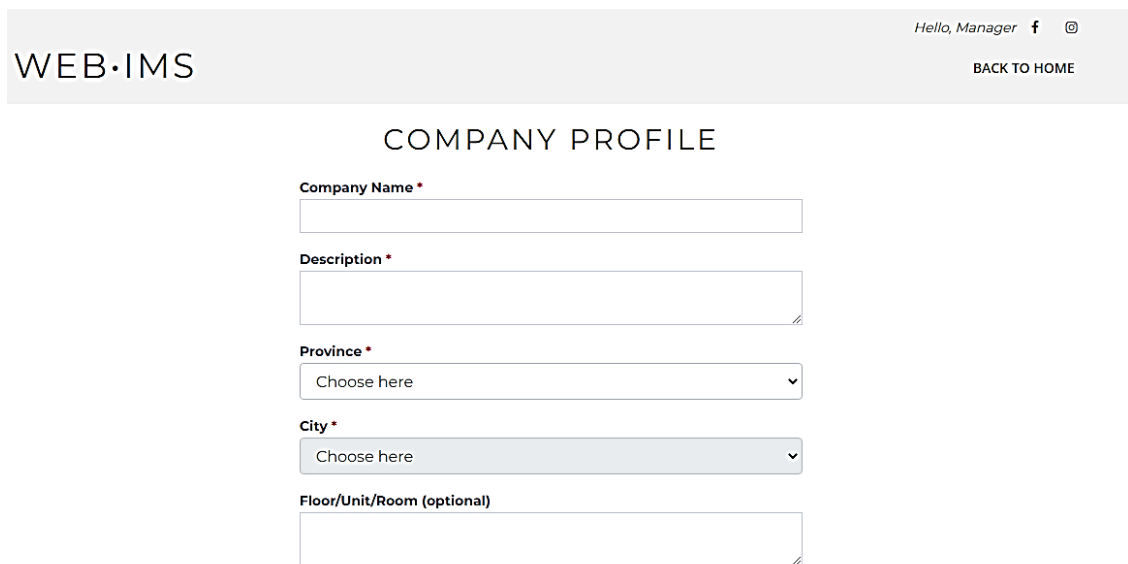 Hello, Manager
WEB·IMS
BACK TO HOME
COMPANY PROFILE
Company Name *
Description *
Province *
Choose here
City *
Choose here
Floor/Unit/Room (optional)